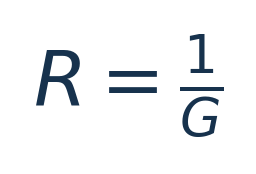 R = 1/G